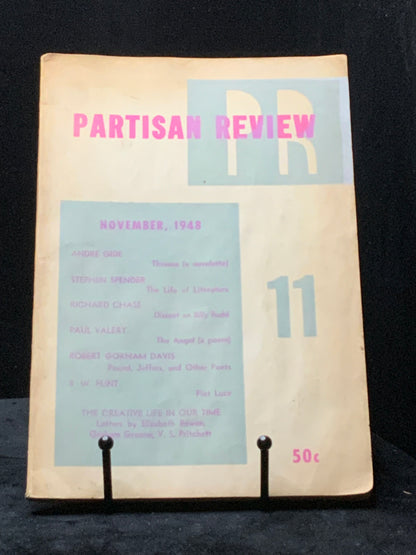 PR
PARTISAN REVIEW
NOVEMBER, 1948
ANDRE GIDE
Theseus (a novelette)
STEPHEN SPENDER
The Life of Literature
RICHARD CHASE
Dissent on Billy Budd
PAUL VALERY
The Angel (a poem)
ROBERT GORHAM DAVIS
Pound, Jeffers, and Other Poets
R. W. FLINT
Fiat Luce
THE CREATIVE LIFE IN OUR TIME
Letters by Elizabeth Bowen,
Graham Greene, V. S. Pritchett
11
50c